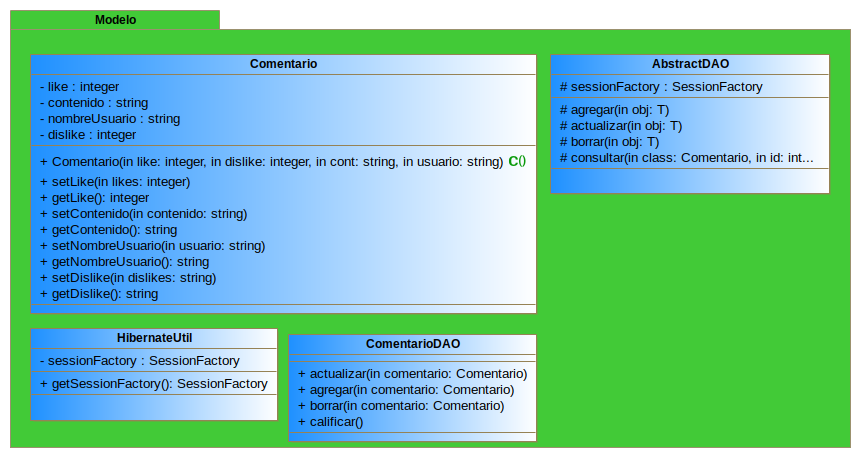 Modelo
Comentario
- like : integer
- contenido : string
- nombreUsuario : string
- dislike : integer
+ Comentario(in like: integer, in dislike: integer, in cont: string, in usuario: string) C()
+ setLike(in likes: integer)
+ getLike(): integer
+ setContenido(in contenido: string)
+ getContenido(): string
+ setNombreUsuario(in usuario: string)
+ getNombreUsuario(): string
+ setDislike(in dislikes: string)
+ getDislike(): string
AbstractDAO
# sessionFactory : SessionFactory
# agregar(in obj: T)
# actualizar(in obj: T)
# borrar(in obj: T)
# consultar(in class: Comentario, in id: int...
HibernateUtil
- sessionFactory : SessionFactory
+ getSessionFactory(): SessionFactory
ComentarioDAO
+ actualizar(in comentario: Comentario)
+ agregar(in comentario: Comentario)
+ borrar(in comentario: Comentario)
+ calificar()